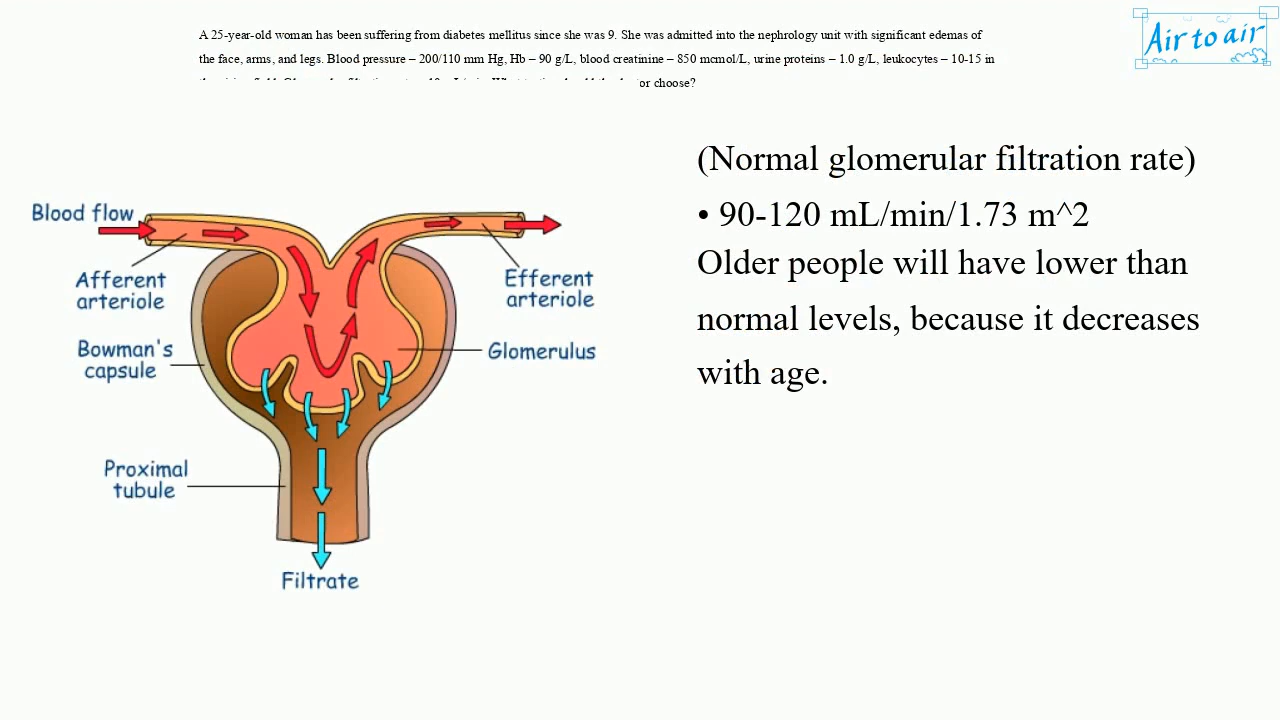 A 25-year-old woman has been suffering from diabetes mellitus since she was 9. She was admitted into the nephrology unit with significant edemas of
the face, arms, and legs. Blood pressure – 200/110 mm Hg, Hb – 90 g/L, blood creatinine – 850 mcmol/L, urine proteins – 1.0 g/L, leukocytes – 10-15 in
or choose?
Air to air
(Normal glomerular filtration rate)
• 90-120 mL/min/1.73 m^2
Older people will have lower than
normal levels, because it decreases
with age.
Blood flow
Afferent
arteriole
Efferent
arteriole
Bowman's
capsule
Glomerulus
Proximal
tubule
Filtrate